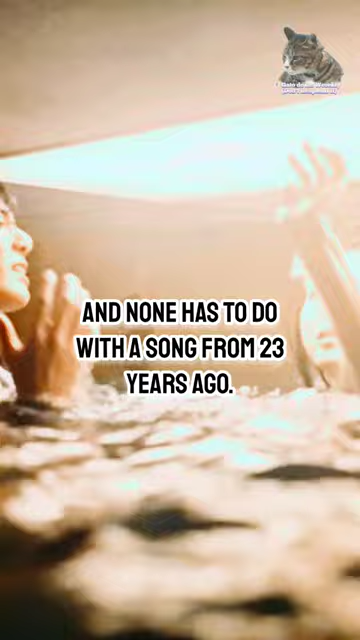 AND NONE HAS TO DO
WITH A SONG FROM 23
YEARS AGO.